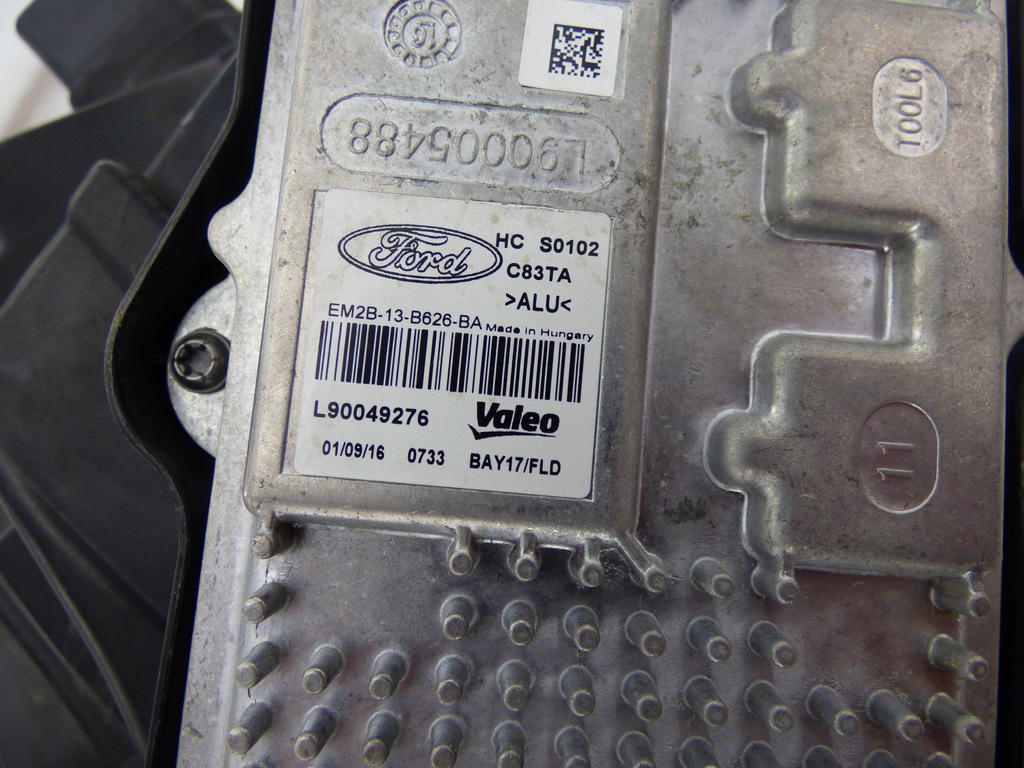 L90005488
TOOL6
Ford
HC S0102
C83TA
>ALU<
EM2B-13-B626-BA Made in Hungary
L90049276 Valeo
01/09/16 0733 BAY17/FLD
11